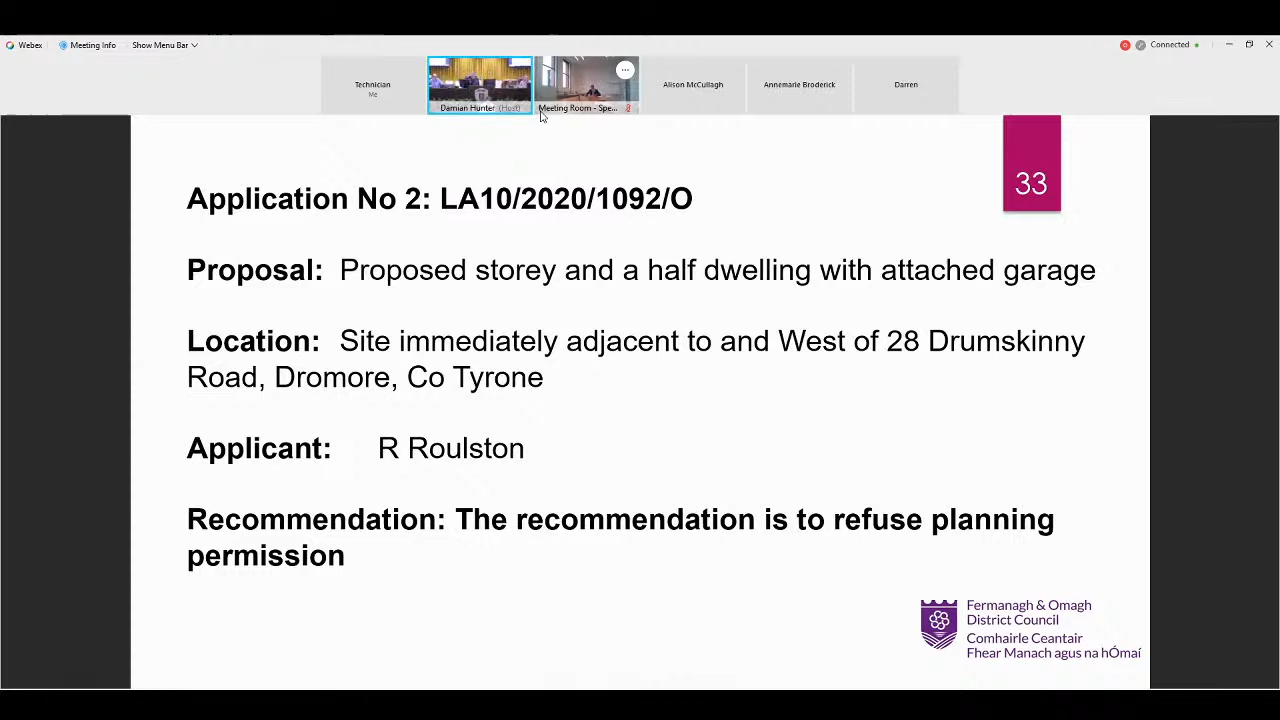 Webex
Meeting Info
Show Menu Bar
Connected
Technician
Me
Damian Hunter (Host)
Meeting Room - Spe...
Alison McCullagh
Annemarie Broderick
Darren
33
Application No 2: LA10/2020/1092/O
Proposal: Proposed storey and a half dwelling with attached garage
Location: Site immediately adjacent to and West of 28 Drumskinny
Road, Dromore, Co Tyrone
Applicant: R Roulston
Recommendation: The recommendation is to refuse planning
permission
Fermanagh & Omagh
District Council
Comhairle Ceantair
Fhear Manach agus na hÓmaí